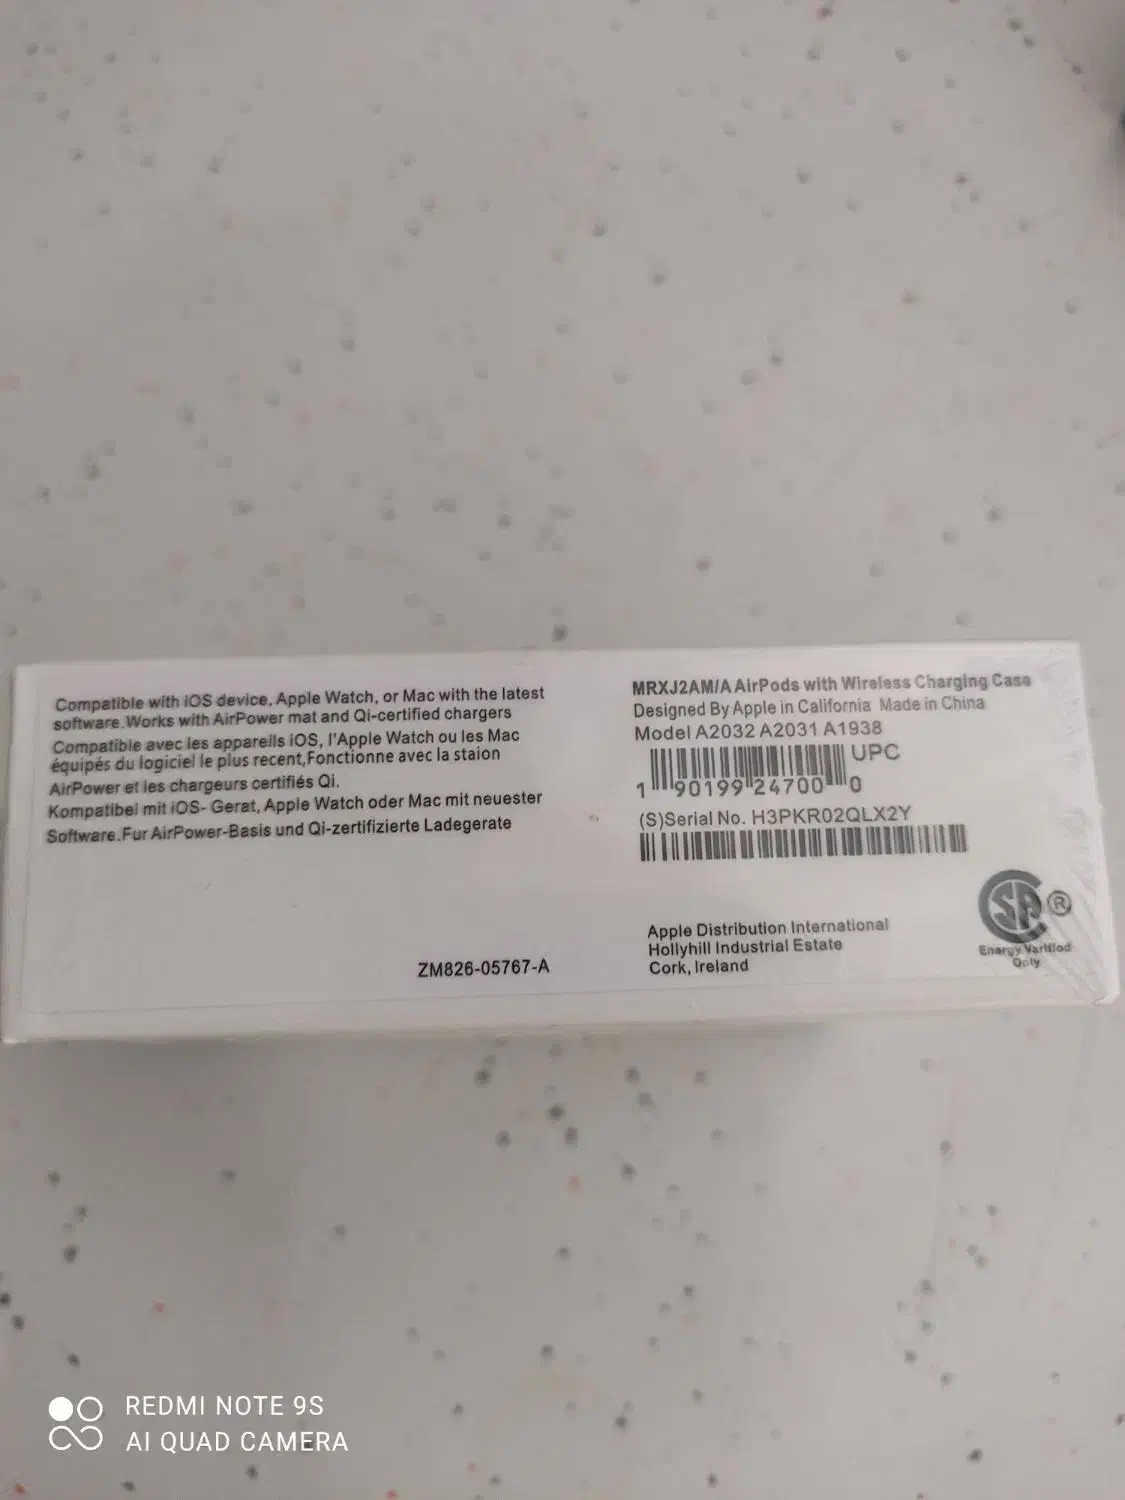 Compatible with iOS device, Apple Watch, or Mac with the latest
software.Works with AirPower mat and Qi-certified chargers
Compatible avec les appareils iOS, l'Apple Watch ou les Mac
équipés du logiciel le plus recent,Fonctionne avec la staion
AirPower et les chargeurs certifiés Qi.
Kompatibel mit iOS- Gerat, Apple Watch oder Mac mit neuester
Software.Fur AirPower-Basis und Qi-zertifizierte Ladegerate
ZM826-05767-A
MRXJ2AM/A AirPods with Wireless Charging Case
Designed By Apple in California Made in China
Model A2032 A2031 A1938
UPC
1 90199 24700 0
(S)Serial No. H3PKR02QLX2Y
Apple Distribution International
Hollyhill Industrial Estate
Cork, Ireland
SA ®
Energy Varifiod
Only
REDMI NOTE 9S
AI QUAD CAMERA